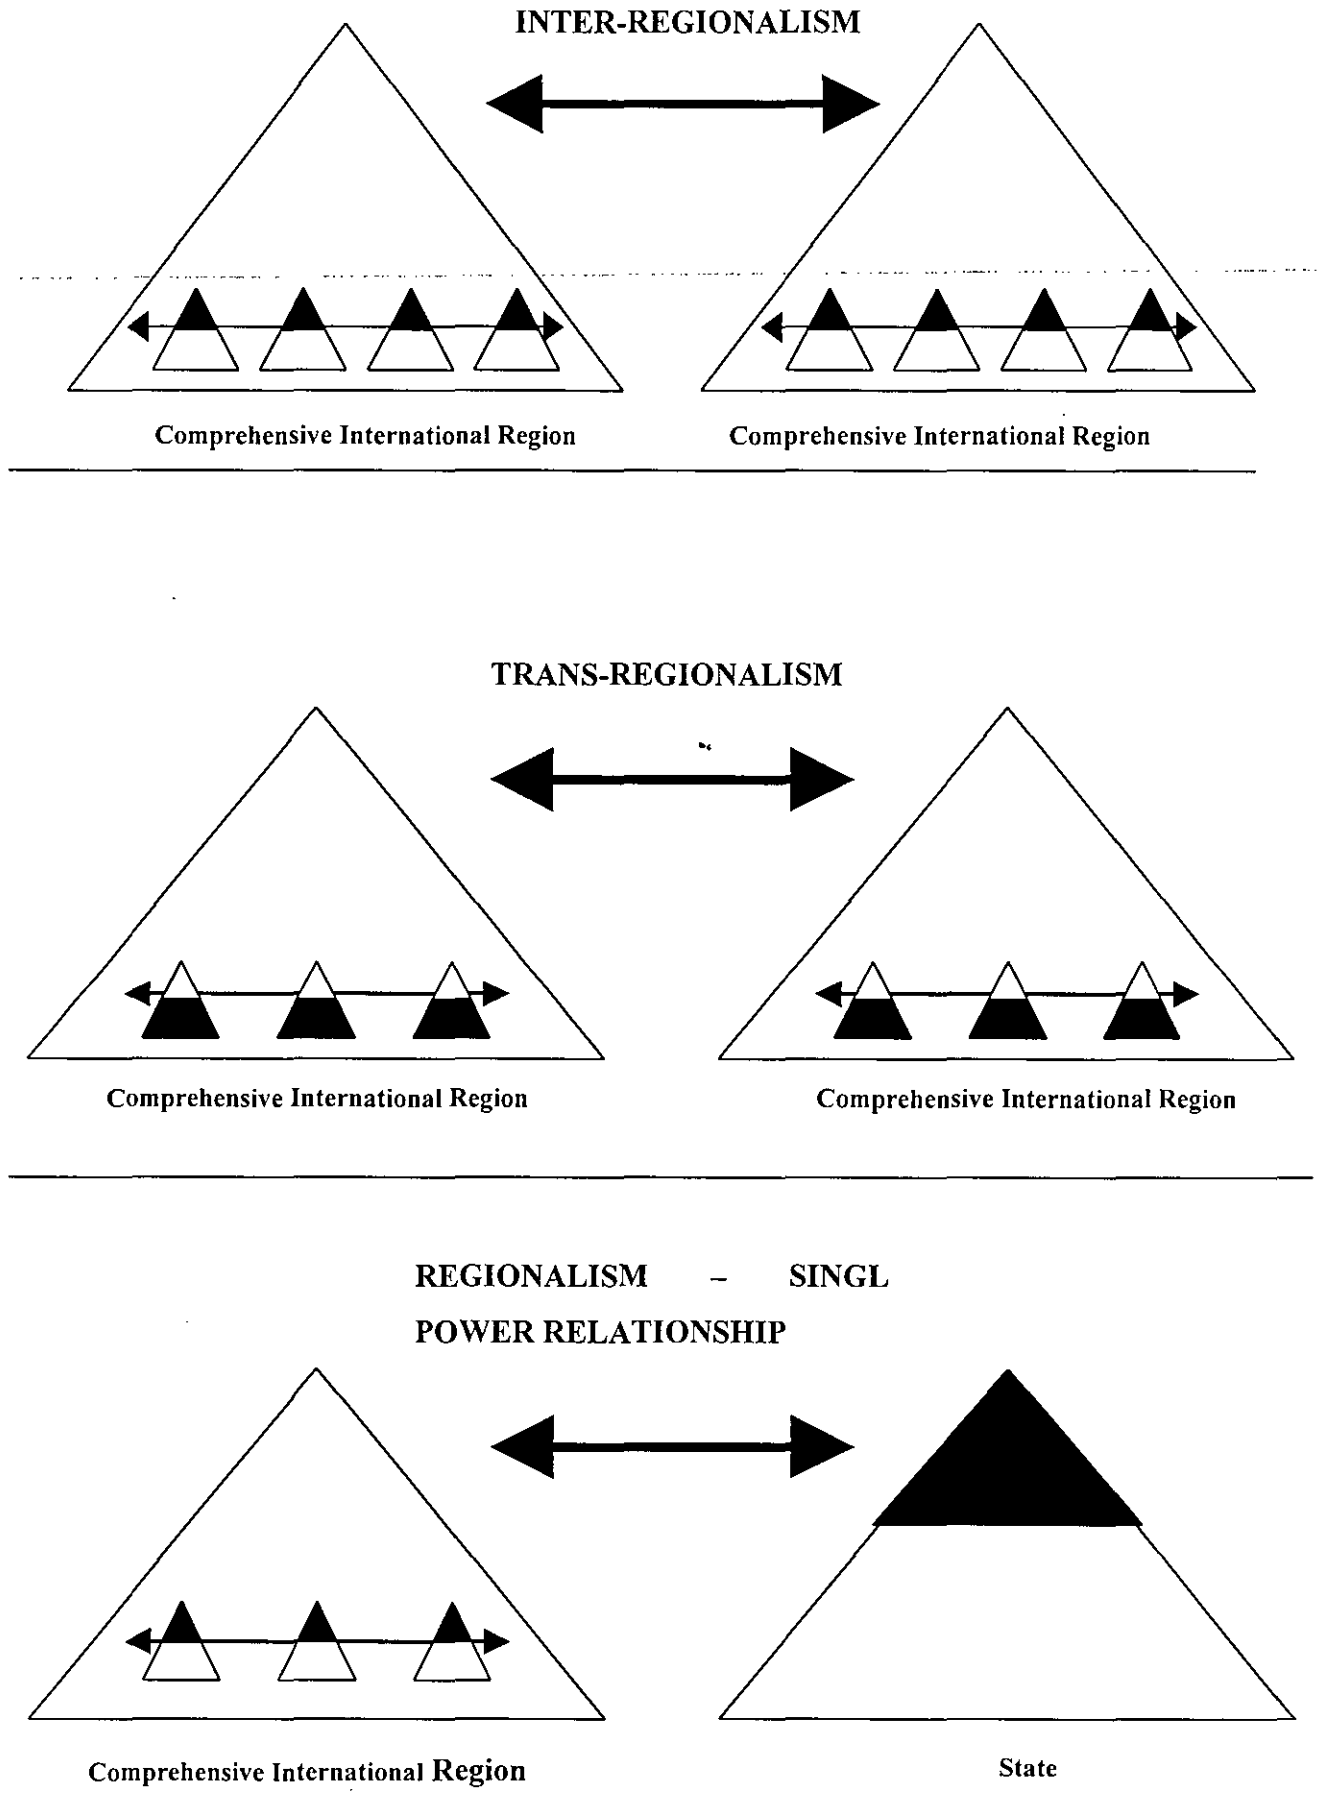 INTER-REGIONALISM
Comprehensive International Region
Comprehensive International Region
TRANS-REGIONALISM
Comprehensive International Region
Comprehensive International Region
REGIONALISM – SINGL
POWER RELATIONSHIP
Comprehensive International Region
State